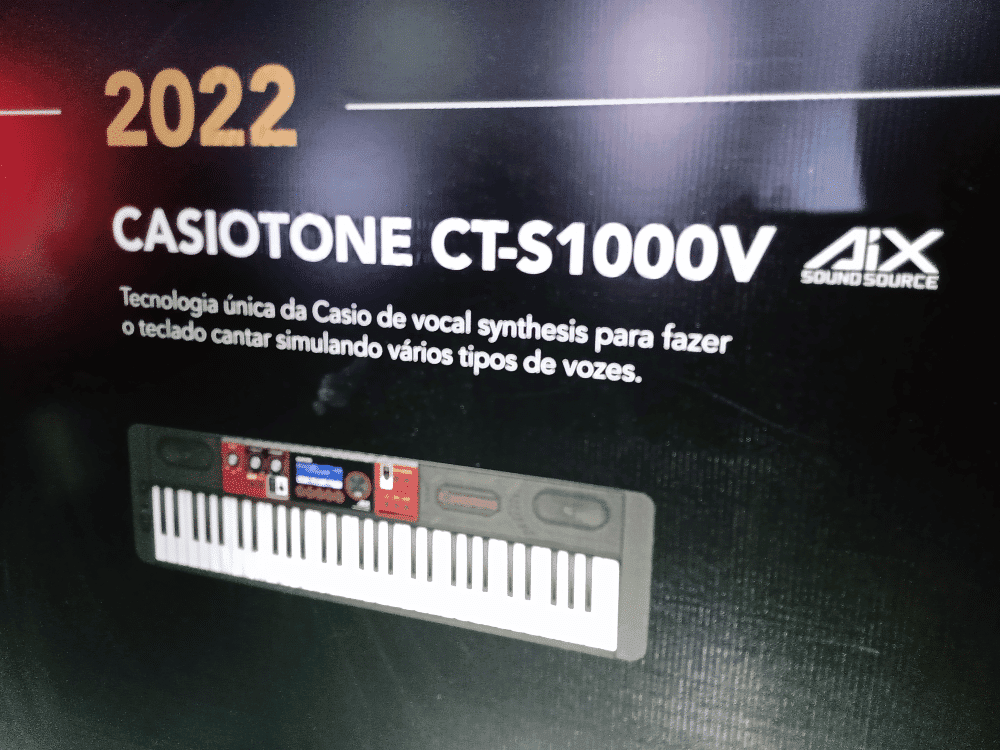 2022
CASIOTONE CT-S1000V
AiX
SOUND SOURCE
Tecnologia única da Casio de vocal synthesis para fazer
o teclado cantar simulando vários tipos de vozes.